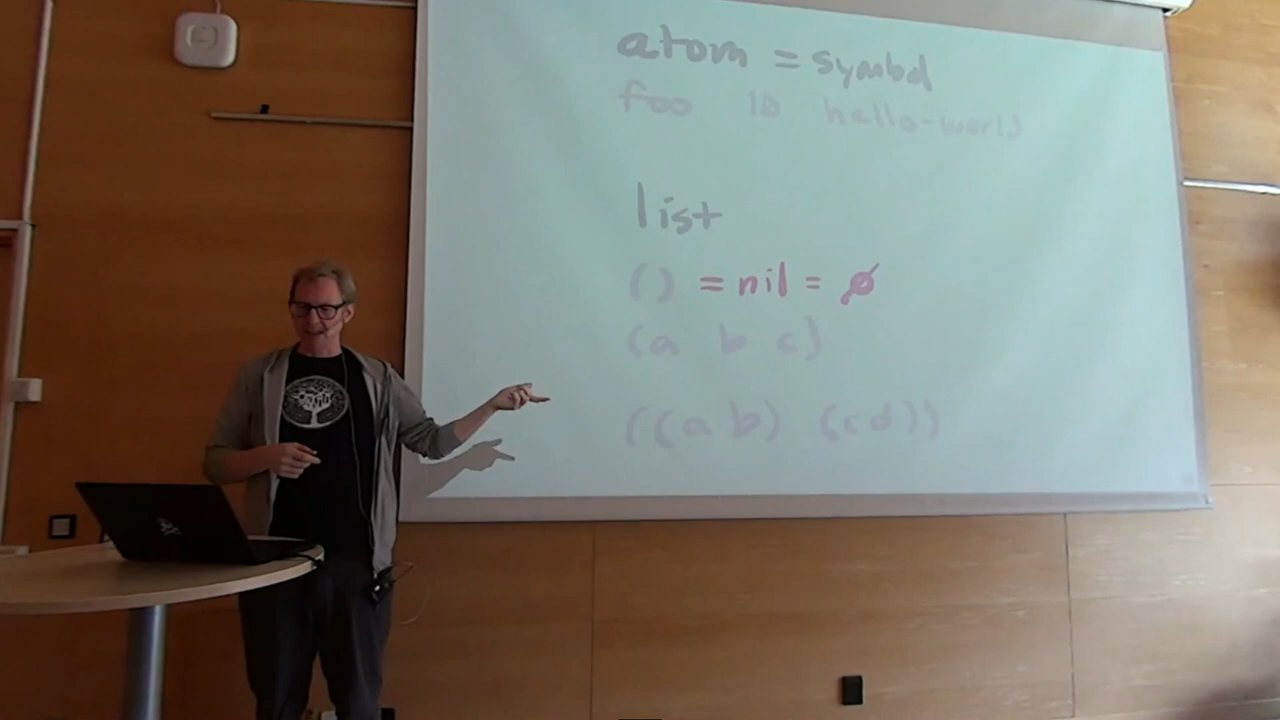 atom = symbol
foo 10 hello-world
list
() = nil = ∅
(a b c)
((a b) (c d))